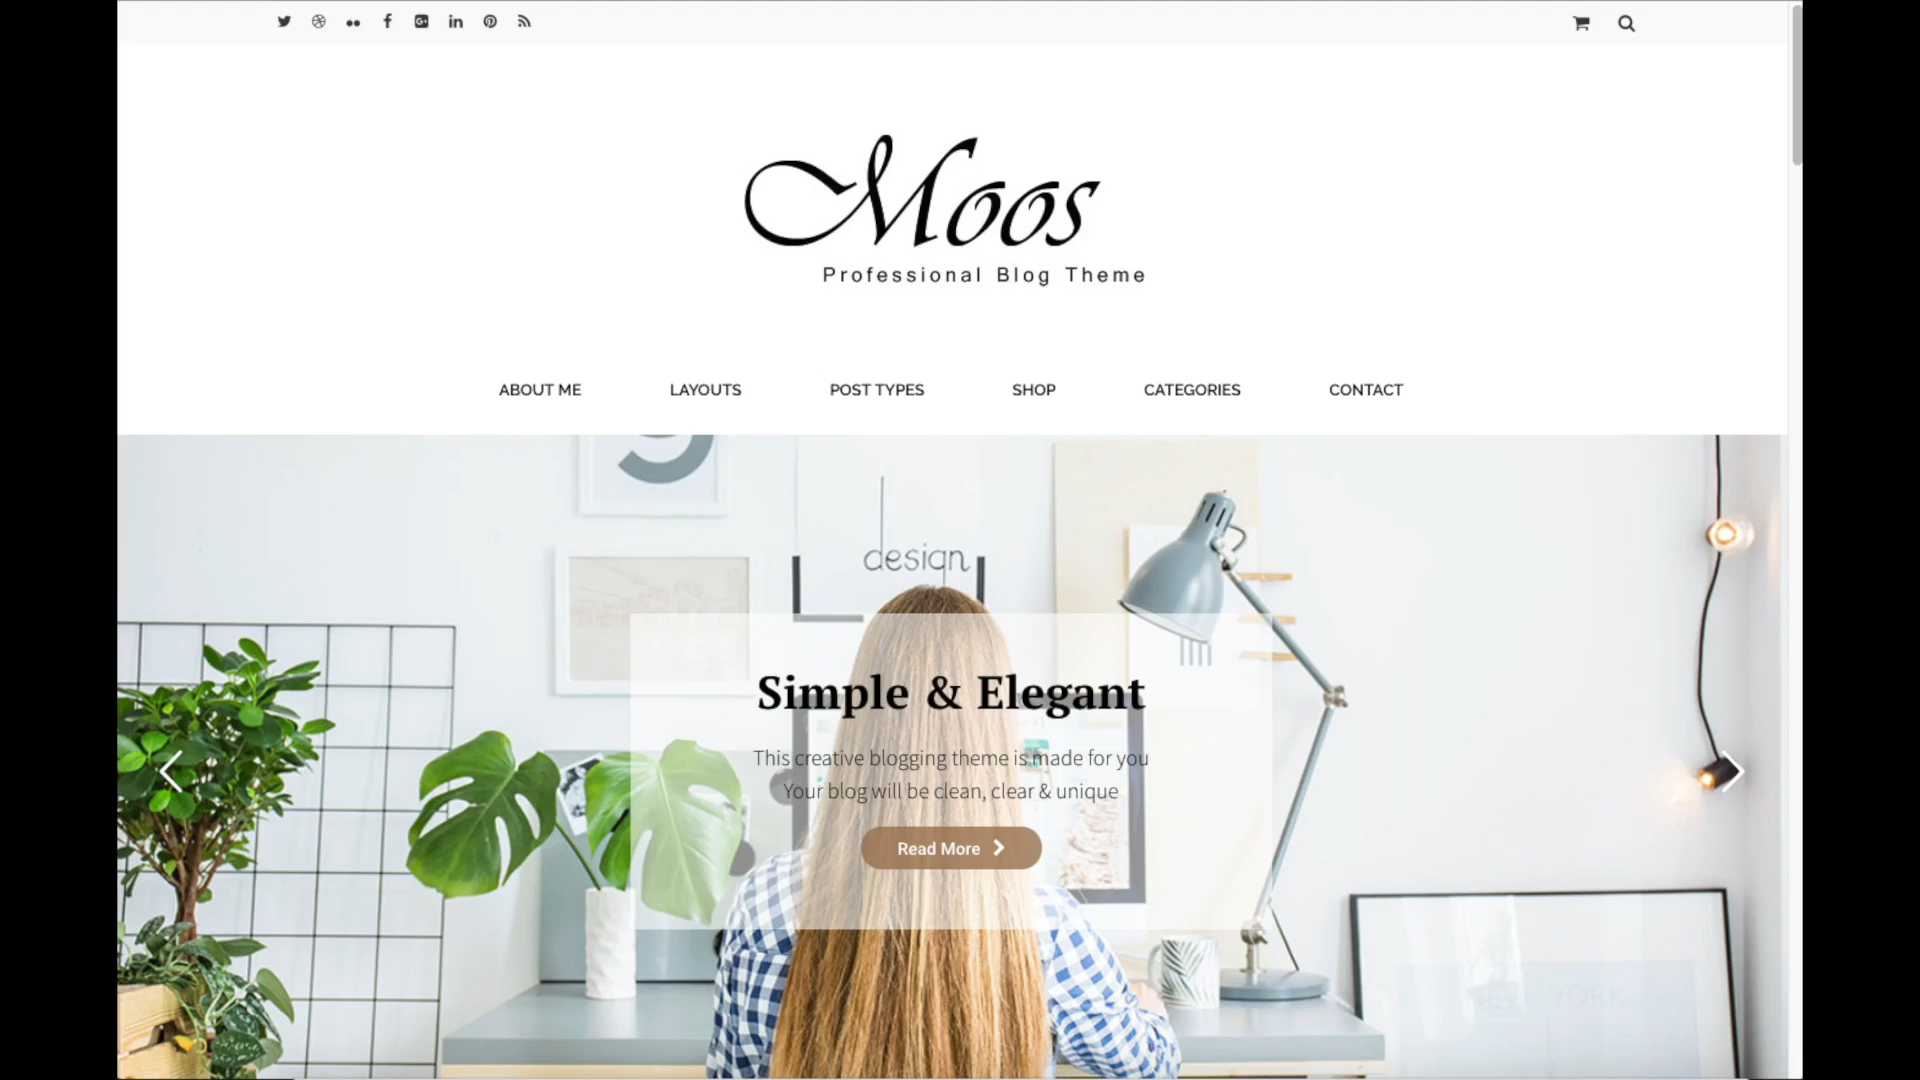 Moos
Professional Blog Theme
ABOUT ME LAYOUTS POST TYPES SHOP CATEGORIES CONTACT
design
Simple & Elegant
This creative blogging theme is made for you
Your blog will be clean, clear & unique
Read More
YORK